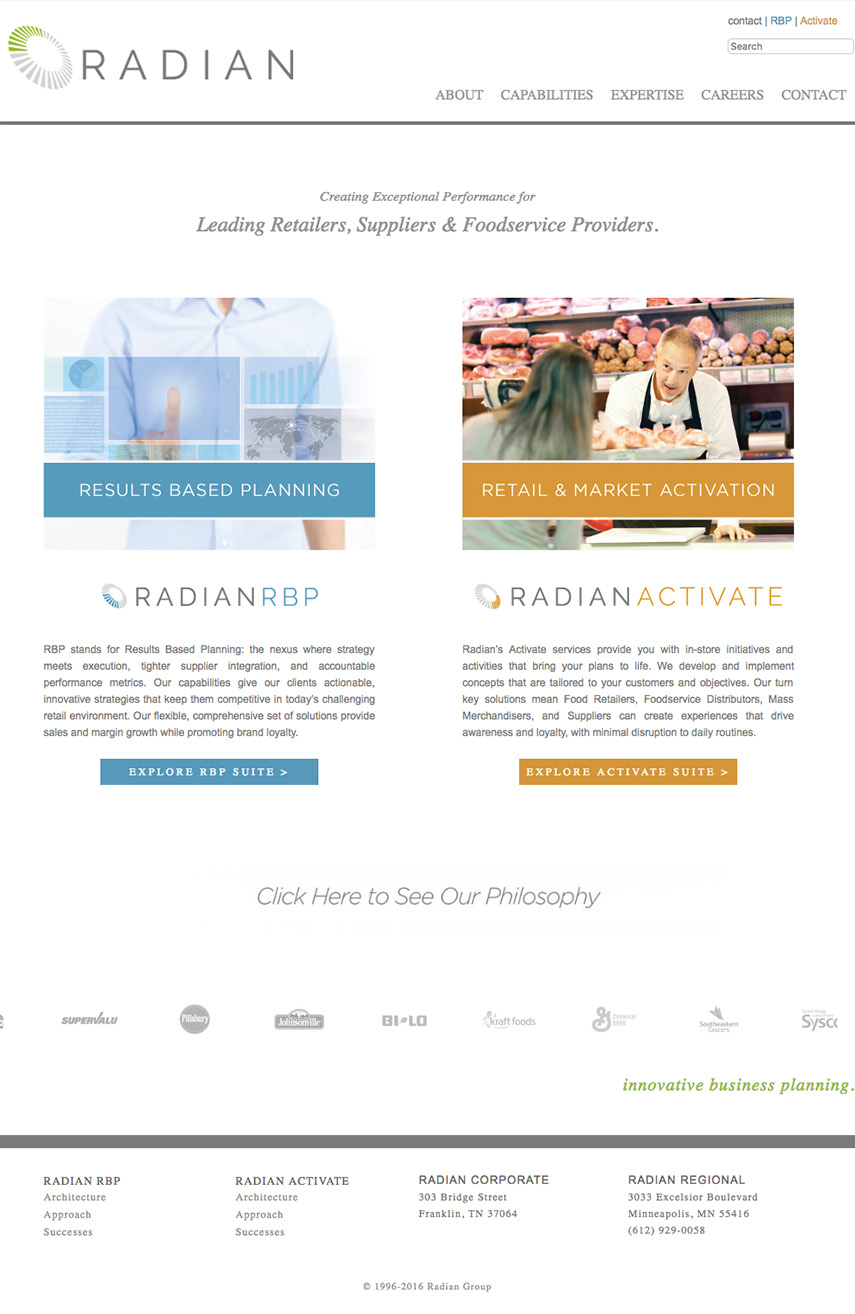 contact | RBP | Activate
Search
RADIAN
ABOUT CAPABILITIES EXPERTISE CAREERS CONTACT
Creating Exceptional Performance for
Leading Retailers, Suppliers & Foodservice Providers.
RESULTS BASED PLANNING
RETAIL & MARKET ACTIVATION
RADIANRBP
RADIANACTIVATE
RBP stands for Results Based Planning: the nexus where strategy
meets execution, tighter supplier integration, and accountable
performance metrics. Our capabilities give our clients actionable,
innovative strategies that keep them competitive in today's challenging
retail environment. Our flexible, comprehensive set of solutions provide
sales and margin growth while promoting brand loyalty.
EXPLORE RBP SUITE >
Radian's Activate services provide you with in-store initiatives and
activities that bring your plans to life. We develop and implement
concepts that are tailored to your customers and objectives. Our turn
key solutions mean Food Retailers, Foodservice Distributors, Mass
Merchandisers, and Suppliers can create experiences that drive
awareness and loyalty, with minimal disruption to daily routines.
EXPLORE ACTIVATE SUITE >
Click Here to See Our Philosophy
SUPERVALU
Pillsbury
Johnsonville
BI-LO
kraft foods
General
Mills
Southeastern
Grocers
Sysco
innovative business planning.
RADIAN RBP
Architecture
Approach
Successes
RADIAN ACTIVATE
Architecture
Approach
Successes
RADIAN CORPORATE
303 Bridge Street
Franklin, TN 37064
RADIAN REGIONAL
3033 Excelsior Boulevard
Minneapolis, MN 55416
(612) 929-0058
© 1996-2016 Radian Group